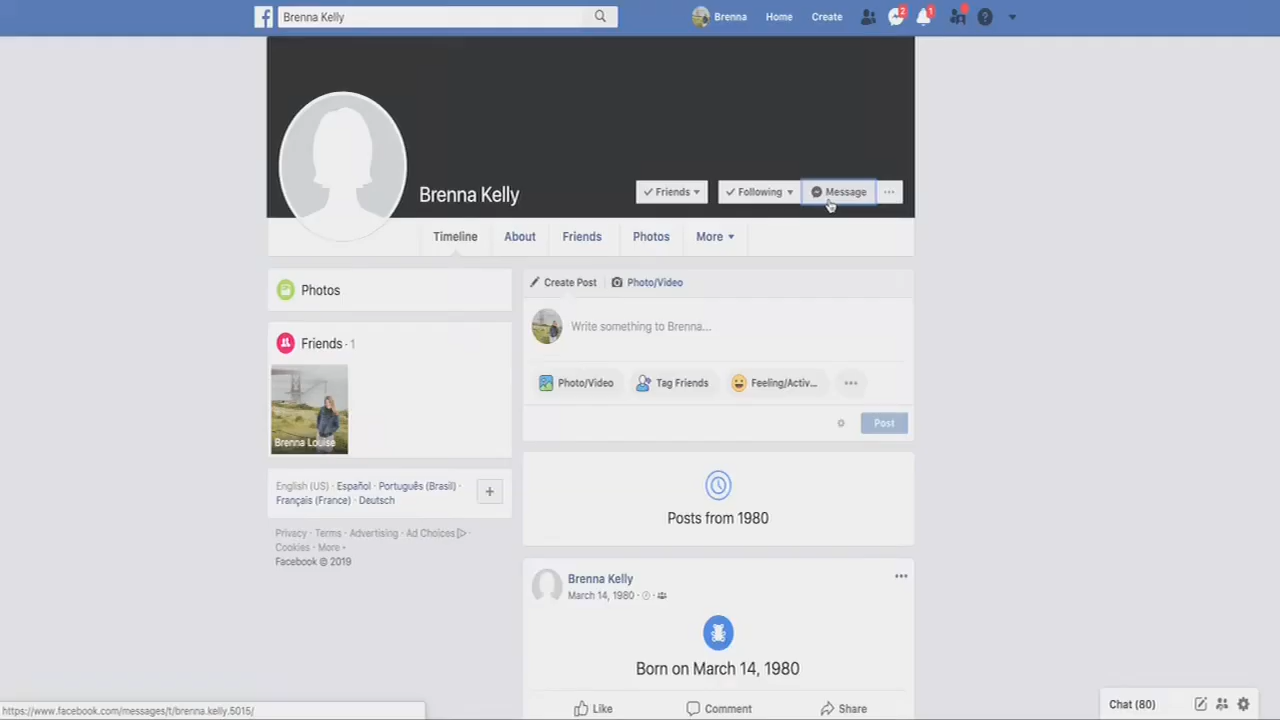 Brenna Kelly
Brenna Home Create 2 1
Brenna Kelly
Friends Following Message
Timeline About Friends Photos More
Photos
Friends · 1
Brenna Louise
English (US) · Español · Português (Brasil) ·
Français (France) · Deutsch
Privacy · Terms · Advertising · Ad Choices ·
Cookies · More ·
Facebook © 2019
Create Post Photo/Video
Write something to Brenna...
Photo/Video Tag Friends Feeling/Activ...
Post
Posts from 1980
Brenna Kelly
March 14, 1980 ·
Born on March 14, 1980
Like Comment Share
https://www.facebook.com/messages/t/brenna.kelly.5015/
Chat (80)